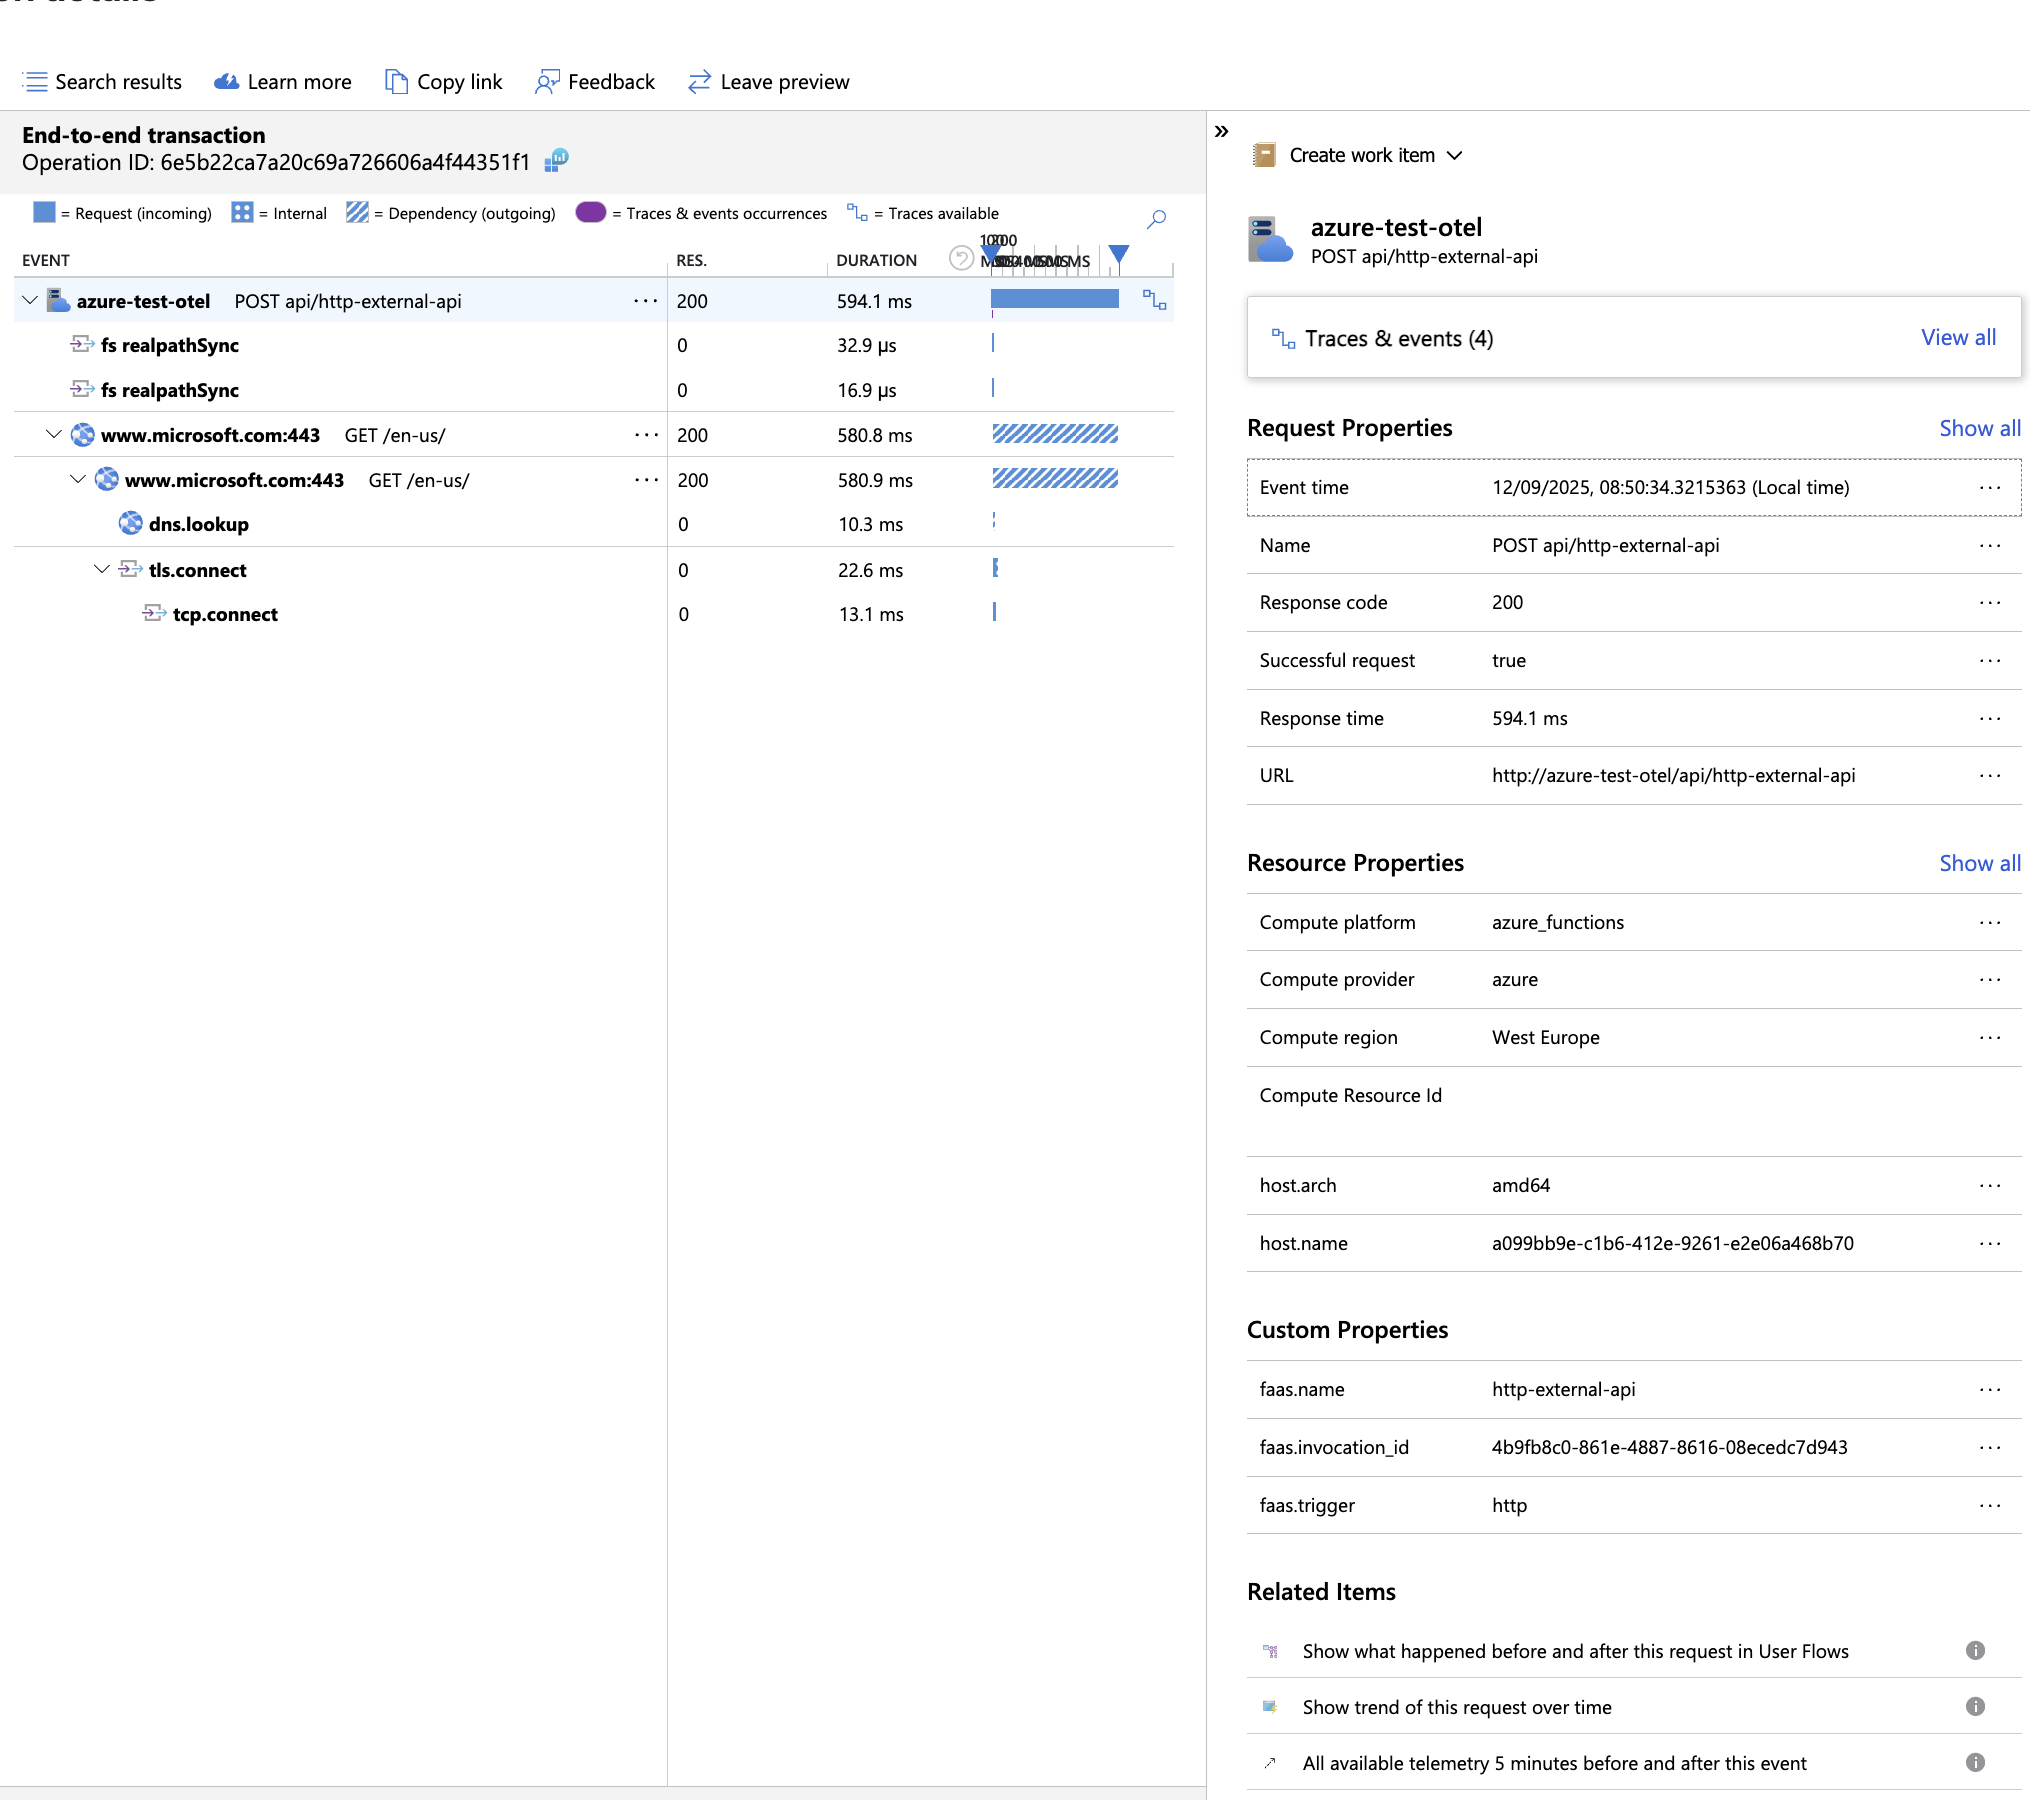 Search results
Learn more
Copy link
Feedback
Leave preview
End-to-end transaction
Operation ID: 6e5b22ca7a20c69a726606a4f44351f1
= Request (incoming)
= Internal
= Dependency (outgoing)
= Traces & events occurrences
= Traces available
EVENT RES. DURATION
azure-test-otel POST api/http-external-api ··· 200 594.1 ms
fs realpathSync 0 32.9 µs
fs realpathSync 0 16.9 µs
www.microsoft.com:443 GET /en-us/ ··· 200 580.8 ms
www.microsoft.com:443 GET /en-us/ ··· 200 580.9 ms
dns.lookup 0 10.3 ms
tls.connect 0 22.6 ms
tcp.connect 0 13.1 ms
»
Create work item
azure-test-otel
POST api/http-external-api
Traces & events (4) View all
Request Properties Show all
Event time 12/09/2025, 08:50:34.3215363 (Local time) ···
Name POST api/http-external-api ···
Response code 200 ···
Successful request true ···
Response time 594.1 ms ···
URL http://azure-test-otel/api/http-external-api ···
Resource Properties Show all
Compute platform azure_functions ···
Compute provider azure ···
Compute region West Europe ···
Compute Resource Id
host.arch amd64 ···
host.name a099bb9e-c1b6-412e-9261-e2e06a468b70 ···
Custom Properties
faas.name http-external-api ···
faas.invocation_id 4b9fb8c0-861e-4887-8616-08ecedc7d943 ···
faas.trigger http ···
Related Items
Show what happened before and after this request in User Flows
Show trend of this request over time
All available telemetry 5 minutes before and after this event